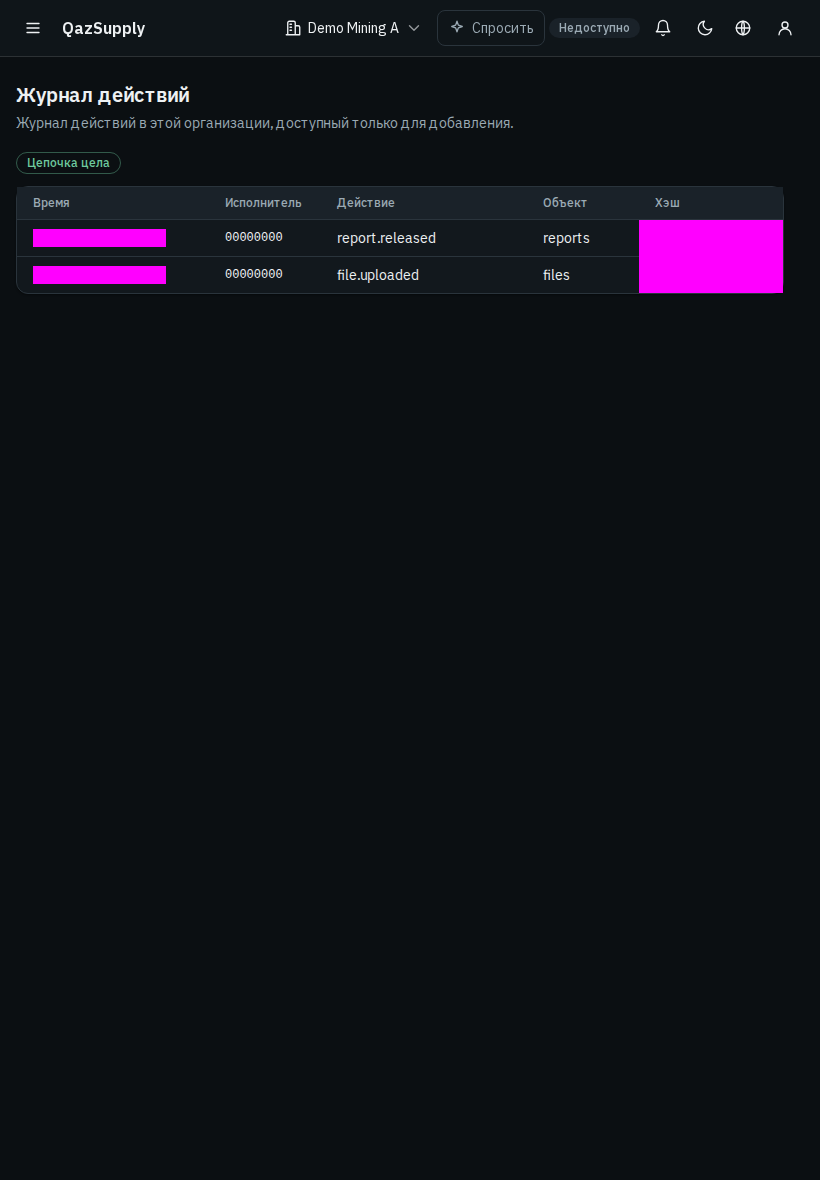 QazSupply
Demo Mining A
Спросить
Недоступно
Журнал действий
Журнал действий в этой организации, доступный только для добавления.
Цепочка цела
Время Исполнитель Действие Объект Хэш
00000000 report.released reports
00000000 file.uploaded files